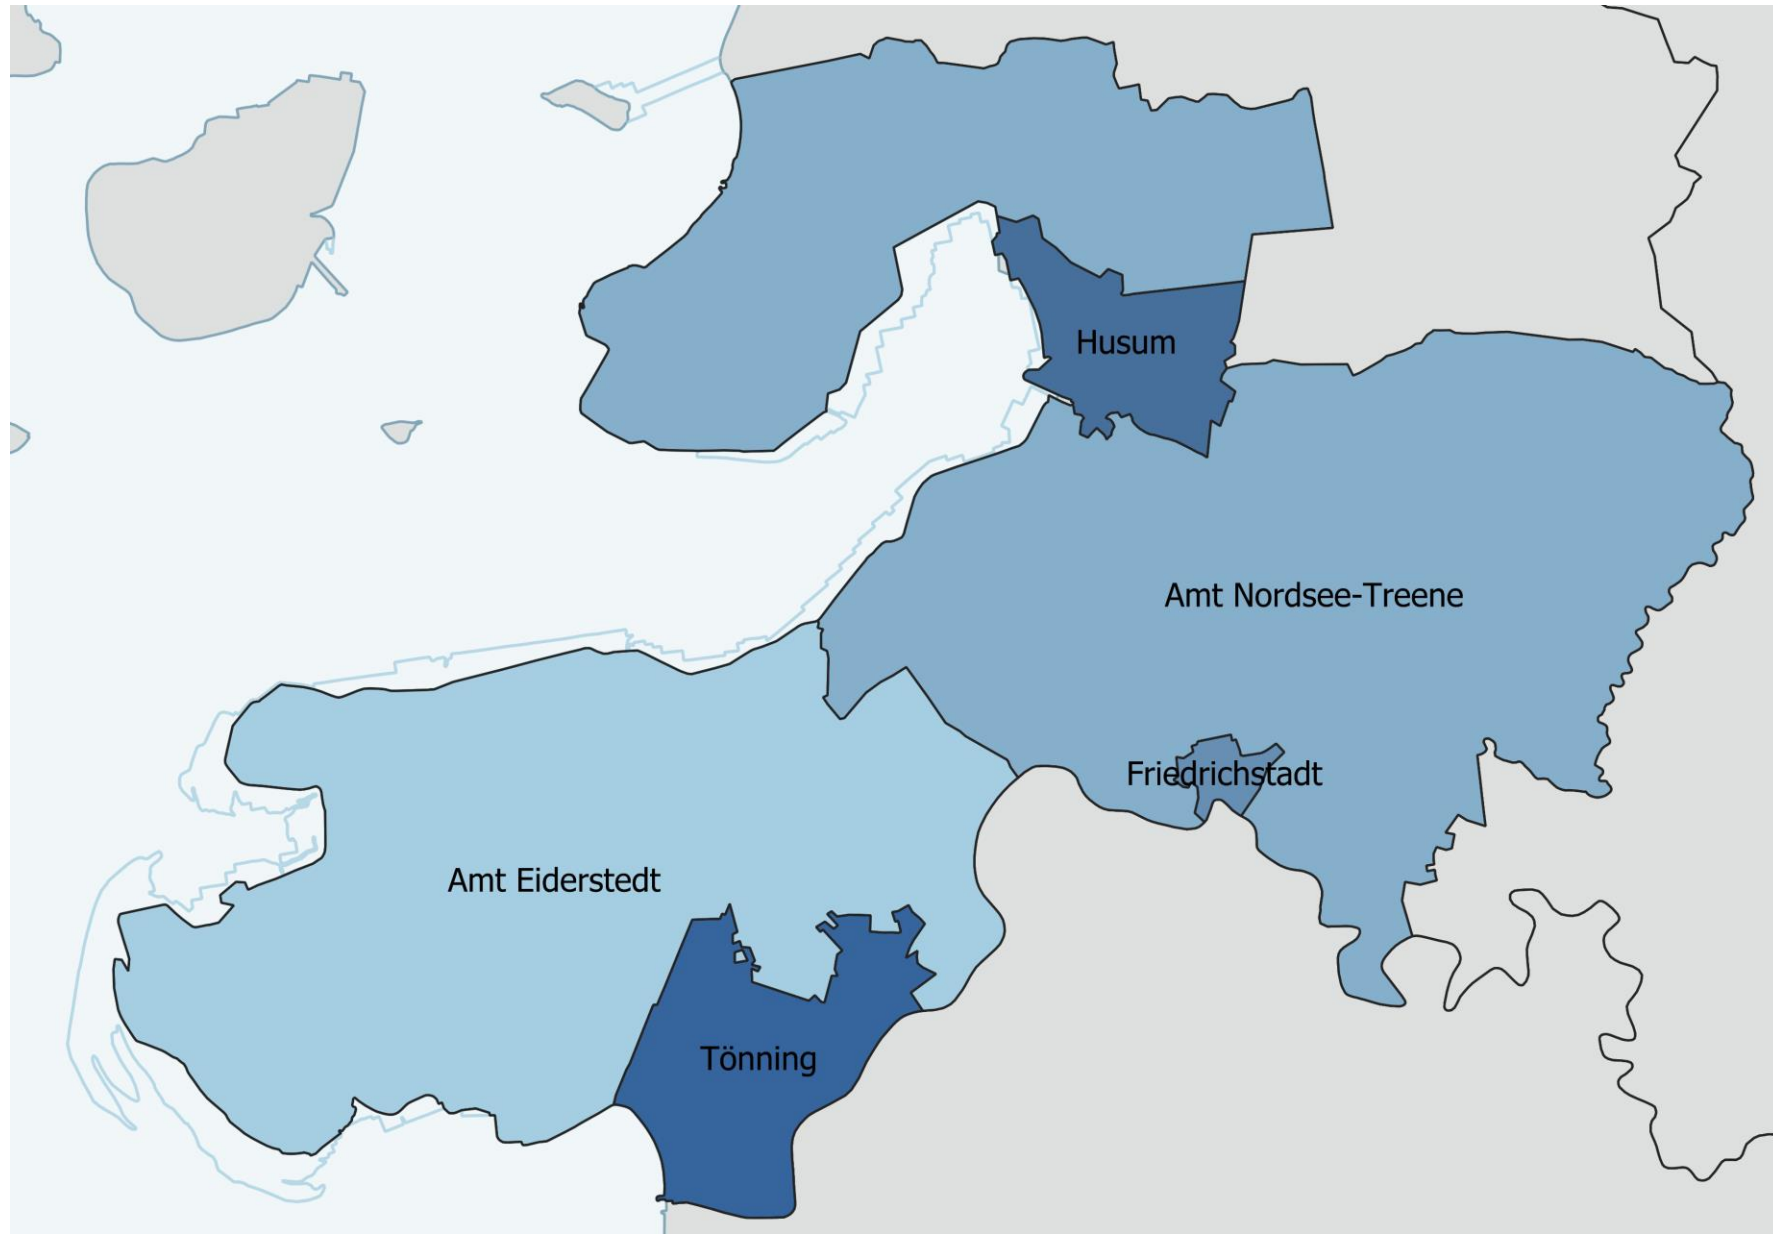 Husum
Amt Nordsee-Treene
Friedrichstadt
Amt Eiderstedt
Tönning